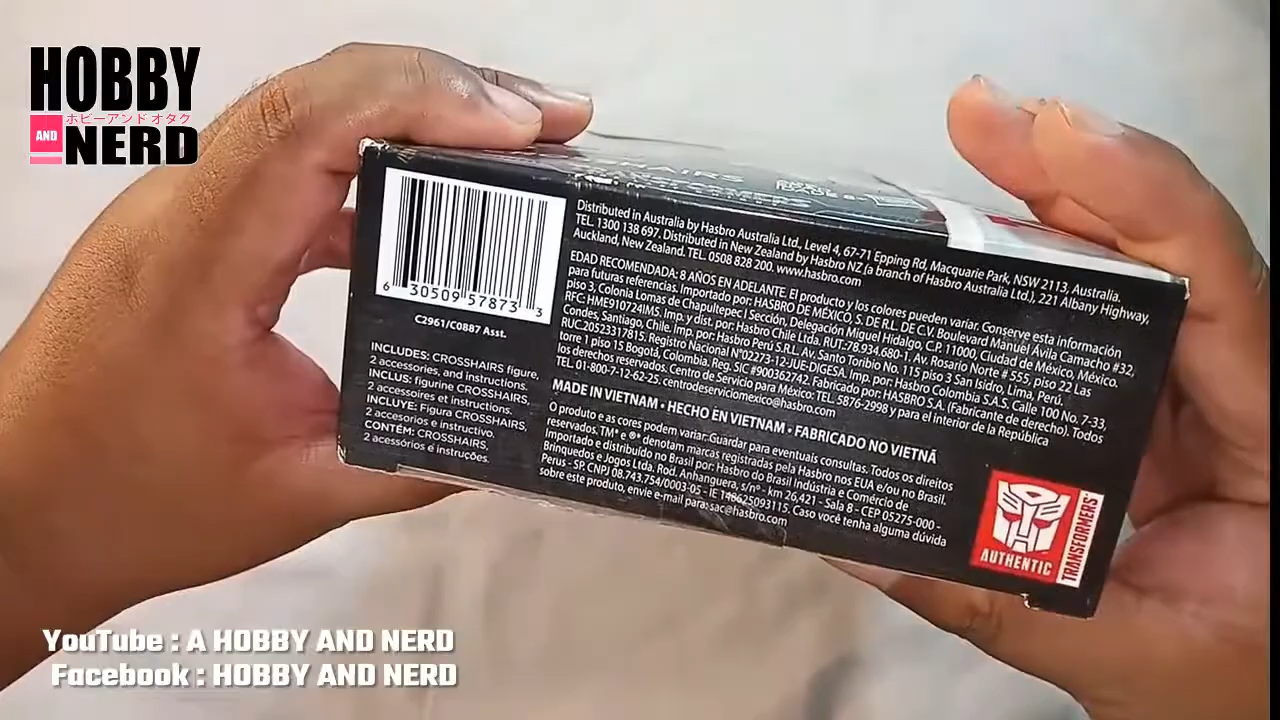 HOBBY
AND
ホビーアンド オタク
NERD
6 30509 57873 3
C2961/C0887 Asst.
INCLUDES: CROSSHAIRS figure,
2 accessories, and instructions.
INCLUS: figurine CROSSHAIRS,
2 accessoires et instructions.
INCLUYE: Figura CROSSHAIRS,
2 accesorios e instructivo.
CONTÉM: CROSSHAIRS,
2 acessórios e instruções.
Distributed in Australia by Hasbro Australia Ltd., Level 4, 67-71 Epping Rd, Macquarie Park, NSW 2113, Australia.
TEL. 1300 138 697. Distributed in New Zealand by Hasbro NZ (a branch of Hasbro Australia Ltd.), 221 Albany Highway,
Auckland, New Zealand. TEL. 0508 828 200. www.hasbro.com
EDAD RECOMENDADA: 8 AÑOS EN ADELANTE. El producto y los colores pueden variar. Conserve esta información
para futuras referencias. Importado por: HASBRO DE MÉXICO, S. DE R.L. DE C.V. Boulevard Manuel Ávila Camacho #32,
piso 3, Colonia Lomas de Chapultepec I Sección, Delegación Miguel Hidalgo, C.P. 11000, Ciudad de México, México.
RFC: HME910724IMS. Imp. y dist. por: Hasbro Chile Ltda. RUT.:78.934.680-1. Av. Rosario Norte # 555, piso 22 Las
Condes, Santiago, Chile. Imp. por: Hasbro Perú S.R.L. Av. Santo Toribio No. 115 piso 3 San Isidro, Lima, Perú.
RUC:20523317815. Registro Nacional N°02273-12-JUE-DIGESA. Imp. por: Hasbro Colombia S.A.S. Calle 100 No. 7-33,
torre 1 piso 15 Bogotá, Colombia, Reg. SIC #900362742. Fabricado por: HASBRO S.A. (Fabricante de derecho). Todos
los derechos reservados. Centro de Servicio para México: TEL. 5876-2998 y para el interior de la República
TEL. 01-800-7-12-62-25. centrodeserviciomexico@hasbro.com
MADE IN VIETNAM • HECHO EN VIETNAM • FABRICADO NO VIETNÃ
O produto e as cores podem variar. Guardar para eventuais consultas. Todos os direitos
reservados. TM* e ®* denotam marcas registradas pela Hasbro nos EUA e/ou no Brasil.
Importado e distribuído no Brasil por: Hasbro do Brasil Indústria e Comércio de
Brinquedos e Jogos Ltda. Rod. Anhanguera, s/nº - km 26,421 - Sala 8 - CEP 05275-000 -
Perus - SP. CNPJ 08.743.754/0003-05 - IE 148625093115. Caso você tenha alguma dúvida
sobre este produto, envie e-mail para: sac@hasbro.com
AUTHENTIC
TRANSFORMERS
YouTube : A HOBBY AND NERD
Facebook : HOBBY AND NERD